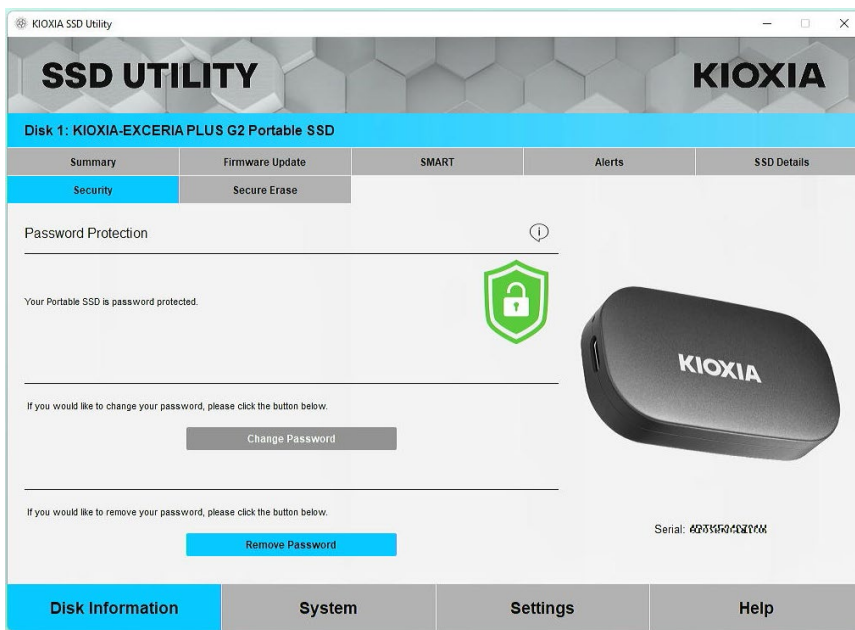 KIOXIA SSD Utility
SSD UTILITY
KIOXIA
Disk 1: KIOXIA-EXCERIA PLUS G2 Portable SSD
Summary Firmware Update SMART Alerts SSD Details
Security Secure Erase
Password Protection
Your Portable SSD is password protected.
KIOXIA
If you would like to change your password, please click the button below.
Change Password
If you would like to remove your password, please click the button below.
Serial:
Remove Password
Disk Information System Settings Help